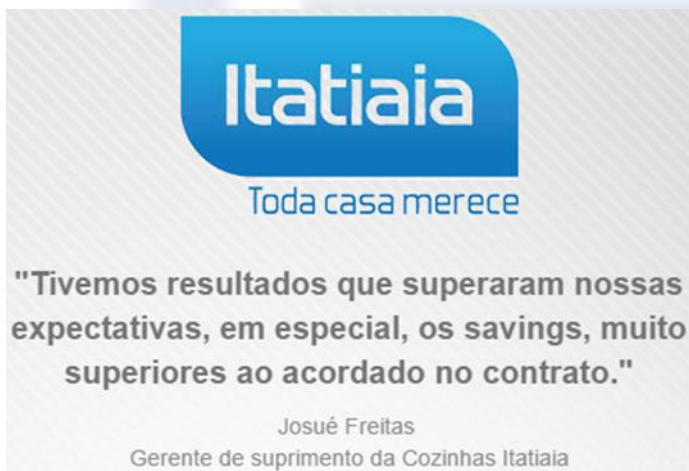 Itatiaia
Toda casa merece
"Tivemos resultados que superaram nossas
expectativas, em especial, os savings, muito
superiores ao acordado no contrato."
Josué Freitas
Gerente de suprimento da Cozinhas Itatiaia